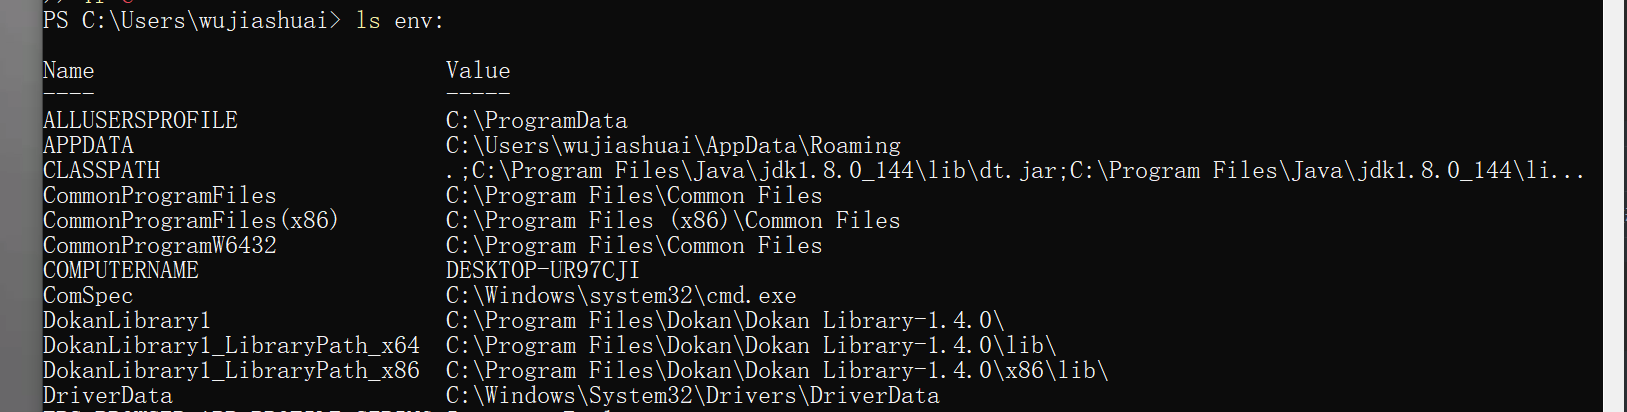 PS C:\Users\wujiashuai> ls env:
Name Value
---- -----
ALLUSERSPROFILE C:\ProgramData
APPDATA C:\Users\wujiashuai\AppData\Roaming
CLASSPATH .;C:\Program Files\Java\jdk1.8.0_144\lib\dt.jar;C:\Program Files\Java\jdk1.8.0_144\li...
CommonProgramFiles C:\Program Files\Common Files
CommonProgramFiles(x86) C:\Program Files (x86)\Common Files
CommonProgramW6432 C:\Program Files\Common Files
COMPUTERNAME DESKTOP-UR97CJI
ComSpec C:\Windows\system32\cmd.exe
DokanLibrary1 C:\Program Files\Dokan\Dokan Library-1.4.0\
DokanLibrary1_LibraryPath_x64 C:\Program Files\Dokan\Dokan Library-1.4.0\lib\
DokanLibrary1_LibraryPath_x86 C:\Program Files\Dokan\Dokan Library-1.4.0\x86\lib\
DriverData C:\Windows\System32\Drivers\DriverData